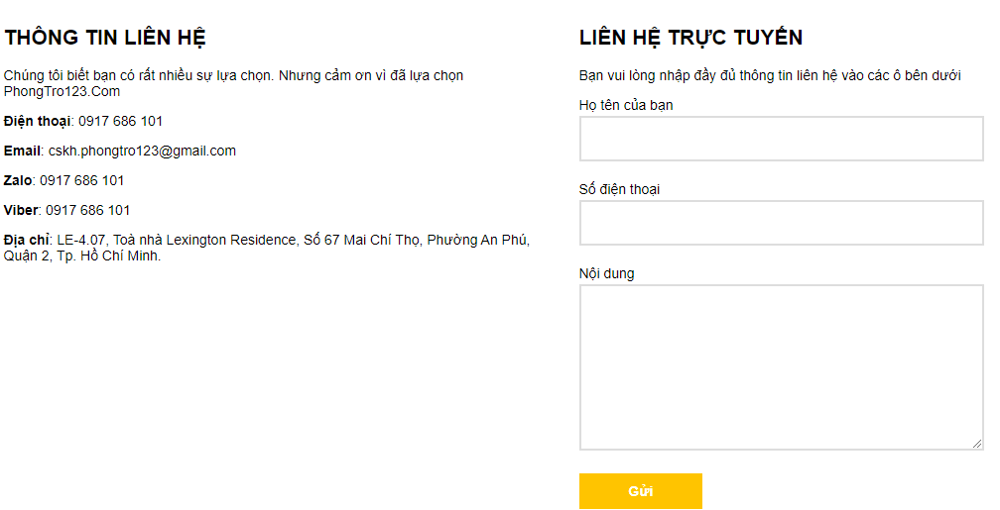 THÔNG TIN LIÊN HỆ
Chúng tôi biết bạn có rất nhiều sự lựa chọn. Nhưng cảm ơn vì đã lựa chọn
PhongTro123.Com
Điện thoại: 0917 686 101
Email: cskh.phongtro123@gmail.com
Zalo: 0917 686 101
Viber: 0917 686 101
Địa chỉ: LE-4.07, Toà nhà Lexington Residence, Số 67 Mai Chí Thọ, Phường An Phú,
Quận 2, Tp. Hồ Chí Minh.
LIÊN HỆ TRỰC TUYẾN
Bạn vui lòng nhập đầy đủ thông tin liên hệ vào các ô bên dưới
Họ tên của bạn
Số điện thoại
Nội dung
Gửi